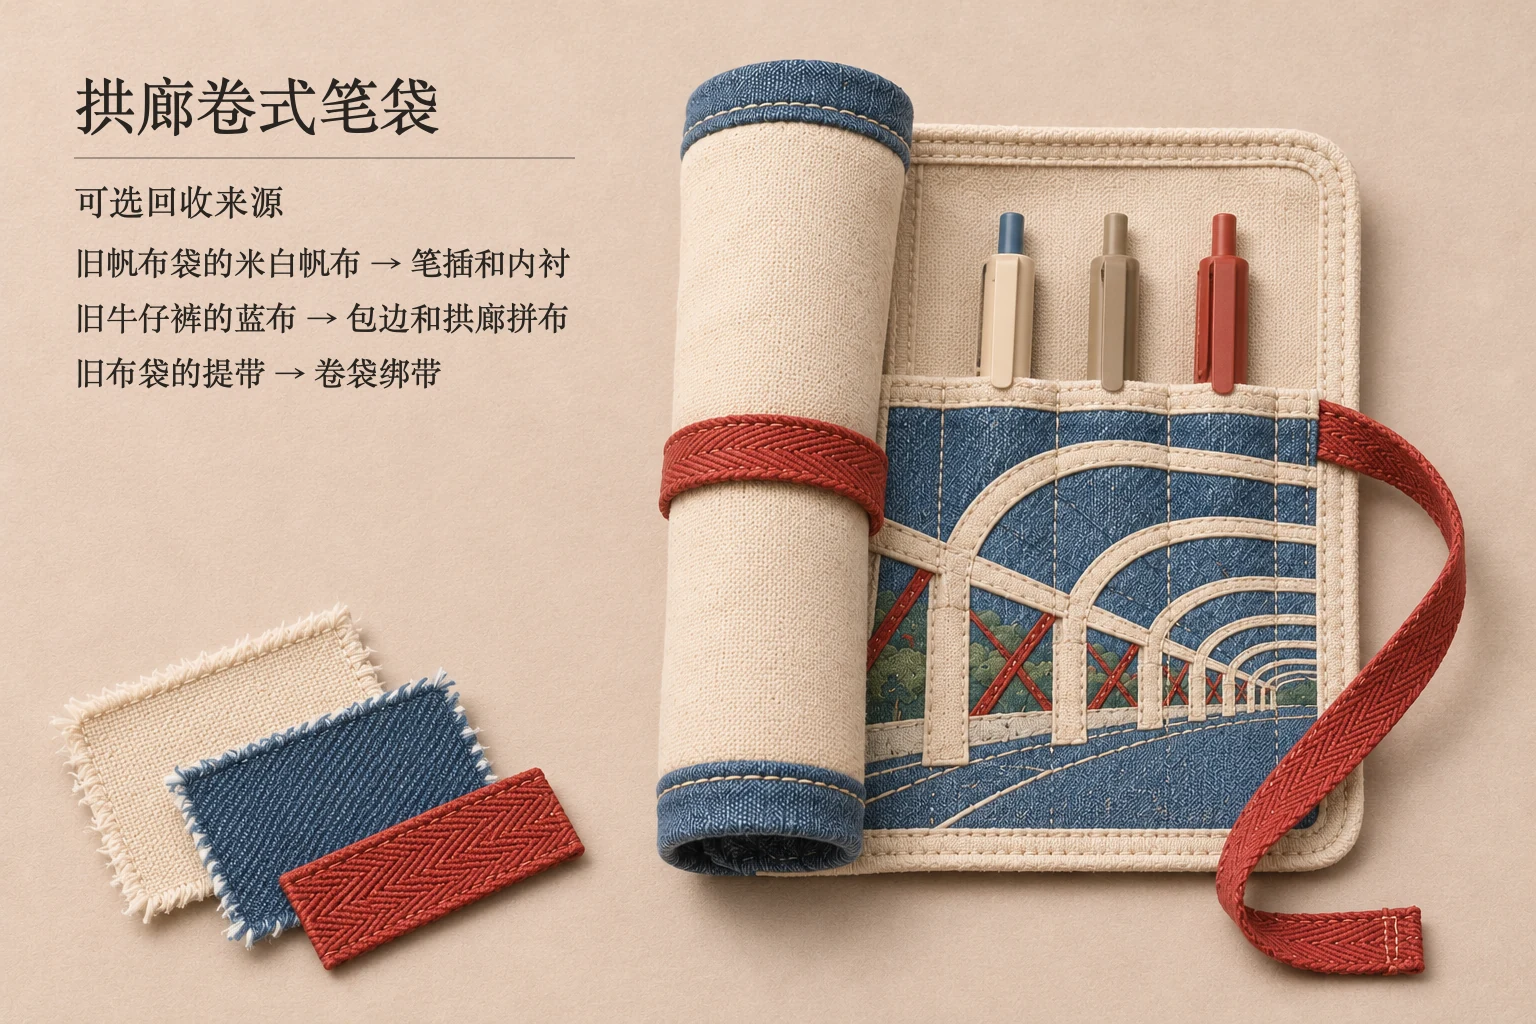 拱廊卷式笔袋
可选回收来源
旧帆布袋的米白帆布 → 笔插和内衬
旧牛仔裤的蓝布 → 包边和拱廊拼布
旧布袋的提带 → 卷袋绑带